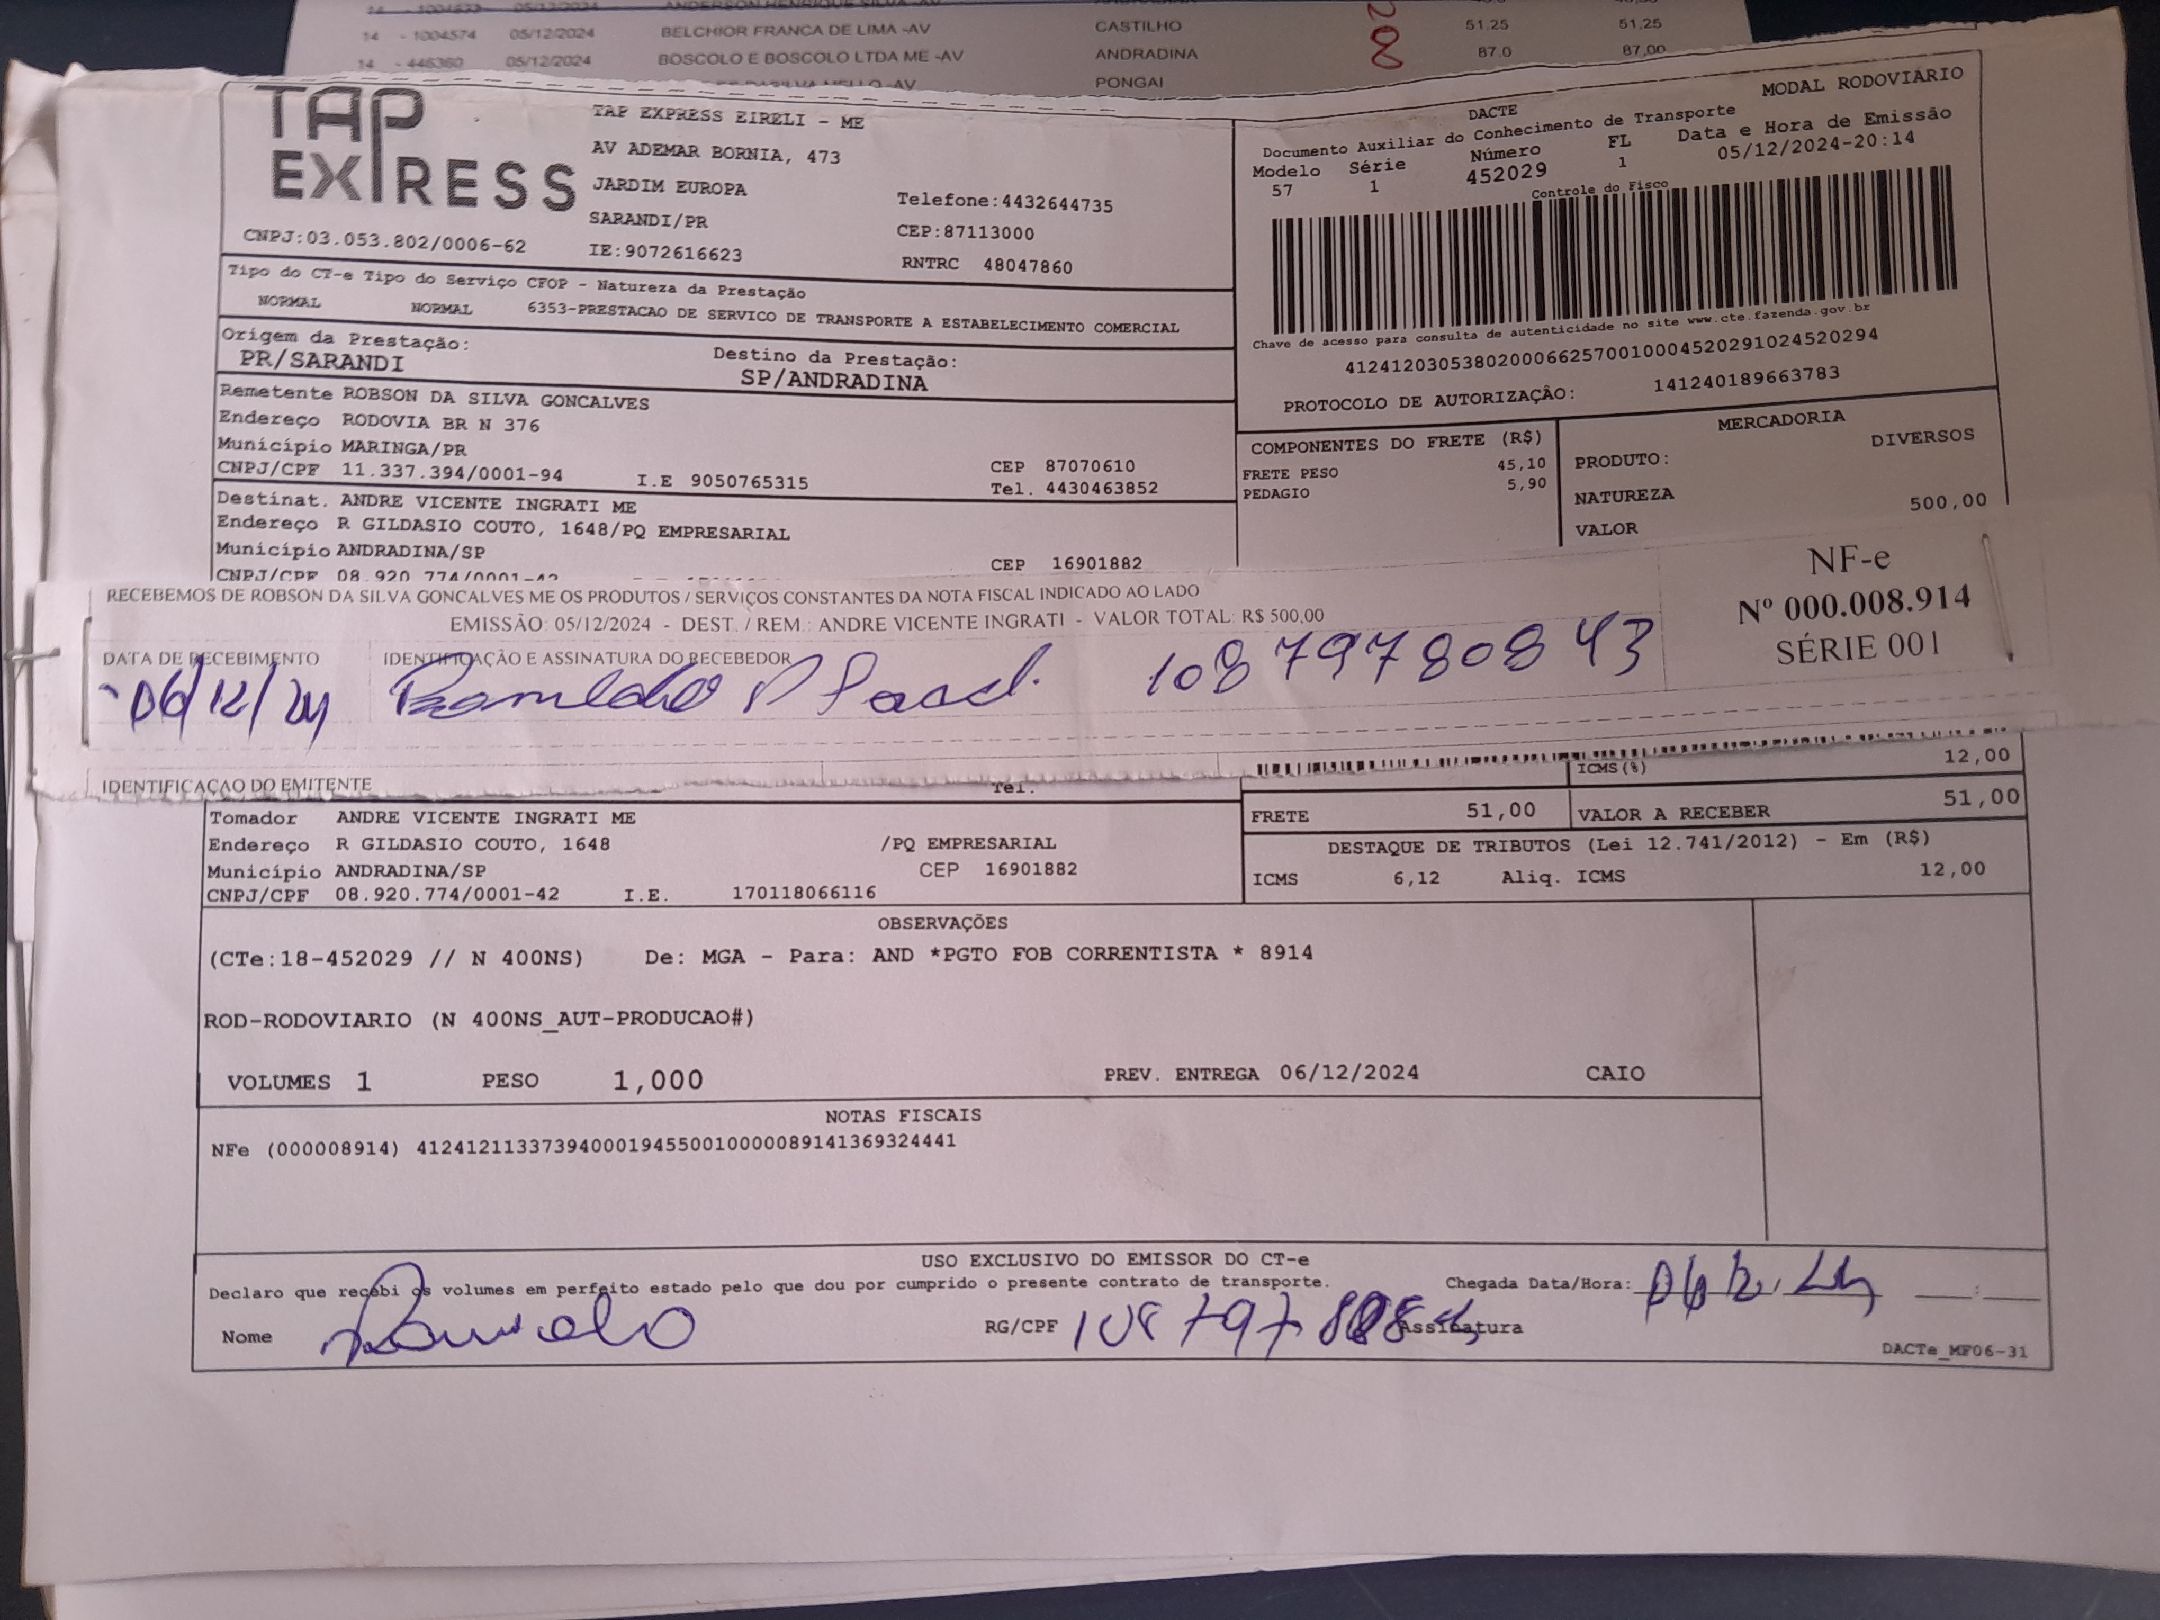 14 - 1004574 05/12/2024 BELCHIOR FRANCA DE LIMA -AV CASTILHO 51,25 51,25
14 - 446360 05/12/2024 BOSCOLO E BOSCOLO LTDA ME -AV ANDRADINA 87.0 87,00
-AV PONGAI
200
TAP EXPRESS
TAP EXPRESS EIRELI - ME
AV ADEMAR BORNIA, 473
JARDIM EUROPA Telefone:4432644735
SARANDI/PR CEP:87113000
CNPJ:03.053.802/0006-62 IE:9072616623 RNTRC 48047860
MODAL RODOVIARIO
DACTE
Documento Auxiliar do Conhecimento de Transporte
Modelo Série Número FL Data e Hora de Emissão
57 1 452029 1 05/12/2024-20:14
Controle do Fisco
Chave de acesso para consulta de autenticidade no site www.cte.fazenda.gov.br
41241203053802000662570010004520291024520294
PROTOCOLO DE AUTORIZAÇÃO: 141240189663783
Tipo do CT-e Tipo do Serviço CFOP - Natureza da Prestação
NORMAL NORMAL 6353-PRESTACAO DE SERVICO DE TRANSPORTE A ESTABELECIMENTO COMERCIAL
Origem da Prestação: Destino da Prestação:
PR/SARANDI SP/ANDRADINA
Remetente ROBSON DA SILVA GONCALVES
Endereço RODOVIA BR N 376
Município MARINGA/PR CEP 87070610
CNPJ/CPF 11.337.394/0001-94 I.E 9050765315 Tel. 4430463852
Destinat. ANDRE VICENTE INGRATI ME
Endereço R GILDASIO COUTO, 1648/PQ EMPRESARIAL
Município ANDRADINA/SP CEP 16901882
CNPJ/CPF 08.920.774/0001-42
COMPONENTES DO FRETE (R$)
FRETE PESO 45,10
PEDAGIO 5,90
MERCADORIA
PRODUTO: DIVERSOS
NATUREZA
VALOR 500,00
RECEBEMOS DE ROBSON DA SILVA GONCALVES ME OS PRODUTOS / SERVIÇOS CONSTANTES DA NOTA FISCAL INDICADO AO LADO
EMISSÃO: 05/12/2024 - DEST. / REM.: ANDRE VICENTE INGRATI - VALOR TOTAL: R$ 500,00
DATA DE RECEBIMENTO IDENTIFICAÇÃO E ASSINATURA DO RECEBEDOR
06/12/24 10879780843
NF-e
Nº 000.008.914
SÉRIE 001
IDENTIFICAÇAO DO EMITENTE
Tel.
ICMS(%) 12,00
FRETE 51,00 VALOR A RECEBER 51,00
Tomador ANDRE VICENTE INGRATI ME
Endereço R GILDASIO COUTO, 1648 /PQ EMPRESARIAL
Município ANDRADINA/SP CEP 16901882
CNPJ/CPF 08.920.774/0001-42 I.E. 170118066116
DESTAQUE DE TRIBUTOS (Lei 12.741/2012) - Em (R$)
ICMS 6,12 Aliq. ICMS 12,00
OBSERVAÇÕES
(CTe:18-452029 // N 400NS) De: MGA - Para: AND *PGTO FOB CORRENTISTA * 8914
ROD-RODOVIARIO (N 400NS_AUT-PRODUCAO#)
VOLUMES 1 PESO 1,000 PREV. ENTREGA 06/12/2024 CAIO
NOTAS FISCAIS
NFe (000008914) 41241211337394000194550010000089141369324441
USO EXCLUSIVO DO EMISSOR DO CT-e
Declaro que recebi os volumes em perfeito estado pelo que dou por cumprido o presente contrato de transporte. Chegada Data/Hora:
Nome RG/CPF Assinatura
DACTe_MF06-31